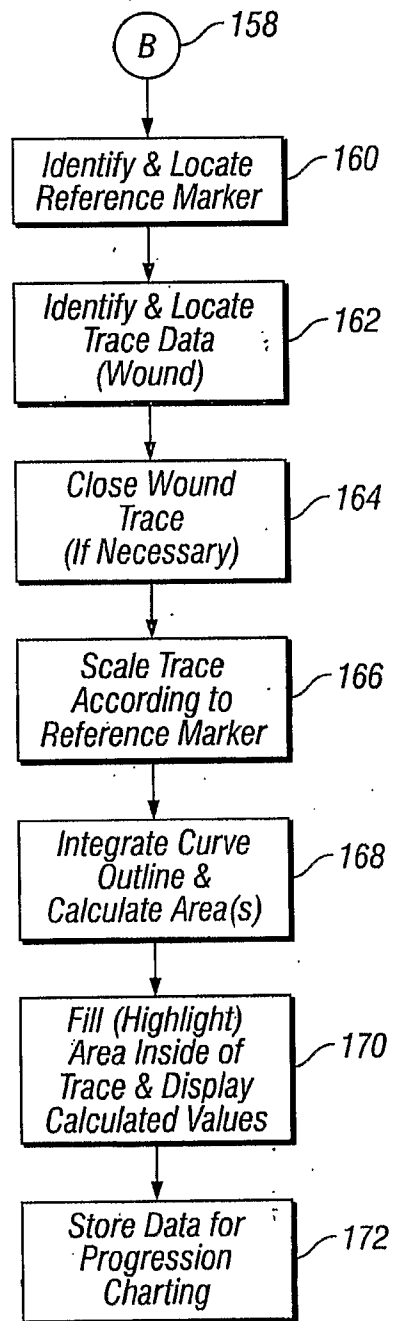 B
158
Identify & Locate
Reference Marker
160
Identify & Locate
Trace Data
(Wound)
162
Close Wound
Trace
(If Necessary)
164
Scale Trace
According to
Reference Marker
166
Integrate Curve
Outline &
Calculate Area(s)
168
Fill (Highlight)
Area Inside of
Trace & Display
Calculated Values
170
Store Data for
Progression
Charting
172